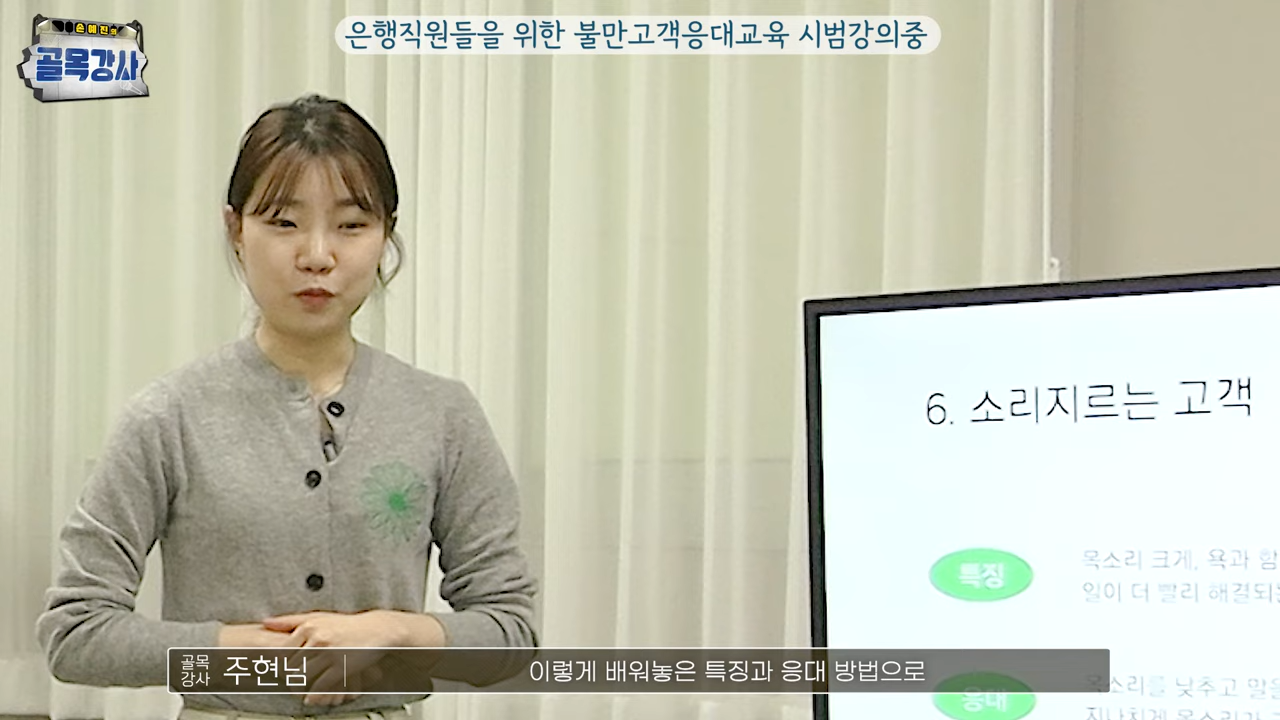 손예진의
골목강사
은행직원들을 위한 불만고객응대교육 시범강의중
6. 소리지르는 고객
특징
목소리 크게, 욕과 함
일이 더 빨리 해결되
응대
목소리를 낮추고 말을
지나치게 목소리가
골목
강사
주현님
이렇게 배워놓은 특징과 응대 방법으로